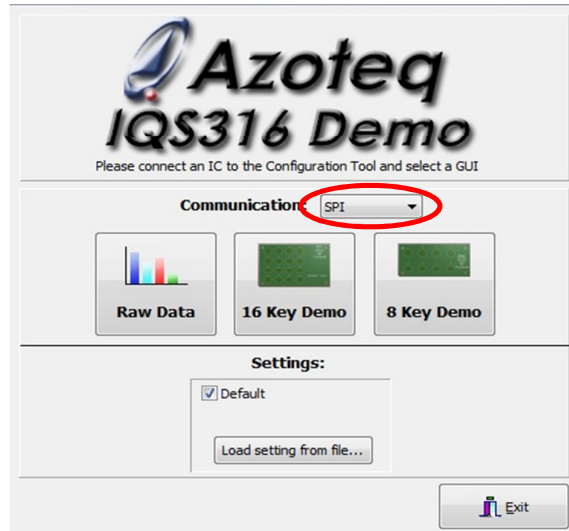 Azoteq
IQS316 Demo
Please connect an IC to the Configuration Tool and select a GUI
Communication: SPI
Raw Data 16 Key Demo 8 Key Demo
Settings:
Default
Load setting from file...
Exit